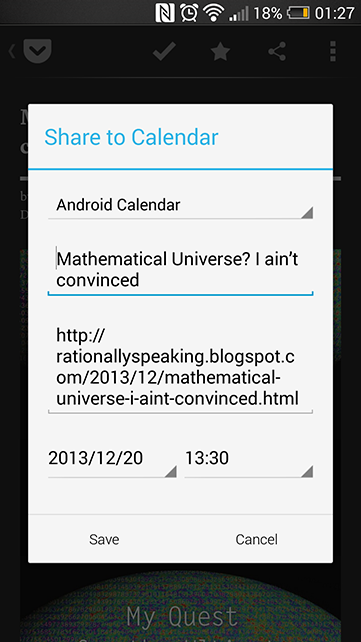 18% 01:27
Share to Calendar
Android Calendar
Mathematical Universe? I ain’t
convinced
http://
rationallyspeaking.blogspot.c
om/2013/12/mathematical-
universe-i-aint-convinced.html
2013/12/20 13:30
Save Cancel
My Quest